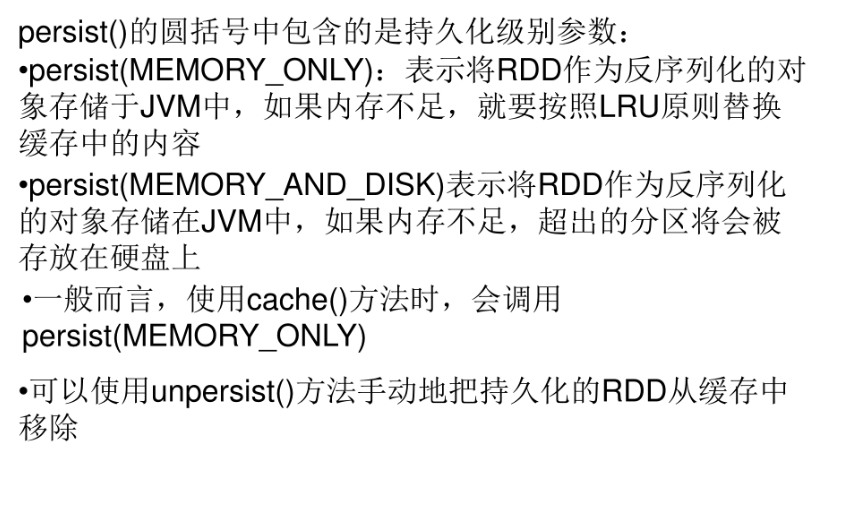 persist()的圆括号中包含的是持久化级别参数：
•persist(MEMORY_ONLY)：表示将RDD作为反序列化的对
象存储于JVM中，如果内存不足，就要按照LRU原则替换
缓存中的内容
•persist(MEMORY_AND_DISK)表示将RDD作为反序列化
的对象存储在JVM中，如果内存不足，超出的分区将会被
存放在硬盘上
•一般而言，使用cache()方法时，会调用
persist(MEMORY_ONLY)
•可以使用unpersist()方法手动地把持久化的RDD从缓存中
移除